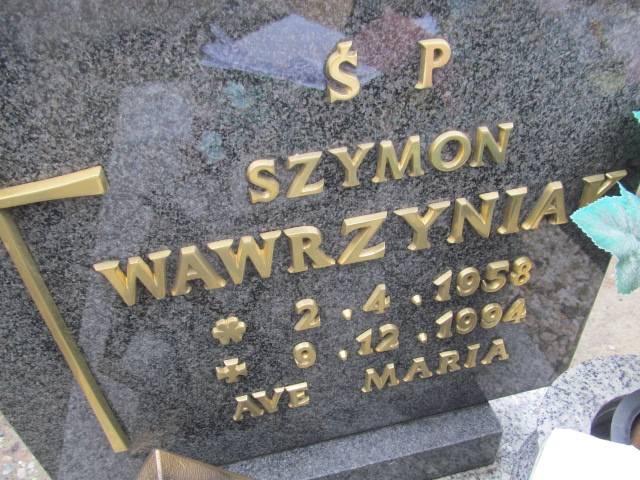 Ś P
SZYMON
WAWRZYNIAK
2.4.1958
9.12.1994
AVE MARIA